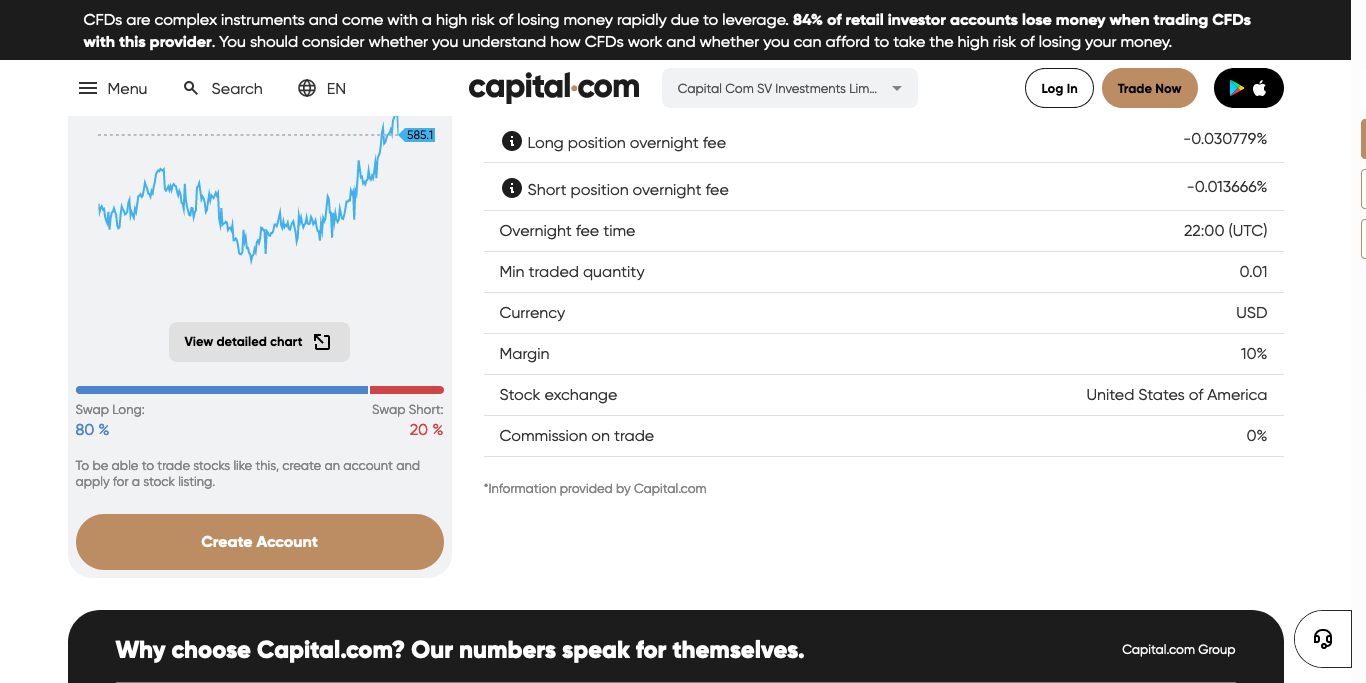 CFDs are complex instruments and come with a high risk of losing money rapidly due to leverage. 84% of retail investor accounts lose money when trading CFDs
with this provider. You should consider whether you understand how CFDs work and whether you can afford to take the high risk of losing your money.
Menu
Search
EN
capital.com
Capital Com SV Investments Lim...
Log In
Trade Now
585.1
View detailed chart
Swap Long:
Swap Short:
80 %
20 %
To be able to trade stocks like this, create an account and
apply for a stock listing.
Create Account
Long position overnight fee
-0.030779%
Short position overnight fee
-0.013666%
Overnight fee time
22:00 (UTC)
Min traded quantity
0.01
Currency
USD
Margin
10%
Stock exchange
United States of America
Commission on trade
0%
*Information provided by Capital.com
Why choose Capital.com? Our numbers speak for themselves.
Capital.com Group